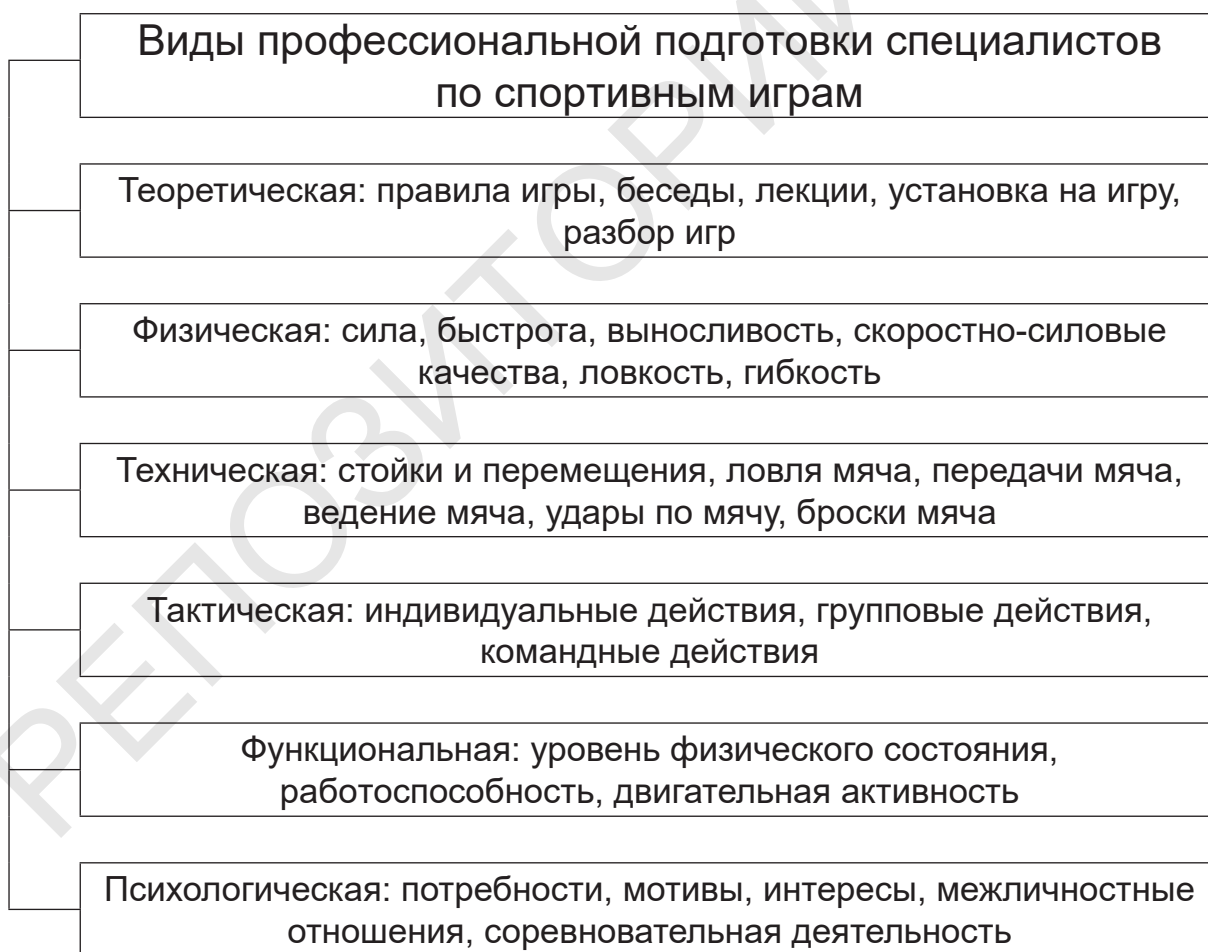 Виды профессиональной подготовки специалистов
по спортивным играм
Теоретическая: правила игры, беседы, лекции, установка на игру,
разбор игр
Физическая: сила, быстрота, выносливость, скоростно-силовые
качества, ловкость, гибкость
Техническая: стойки и перемещения, ловля мяча, передачи мяча,
ведение мяча, удары по мячу, броски мяча
Тактическая: индивидуальные действия, групповые действия,
командные действия
Функциональная: уровень физического состояния,
работоспособность, двигательная активность
Психологическая: потребности, мотивы, интересы, межличностные
отношения, соревновательная деятельность
РЕПОЗИТОРИ